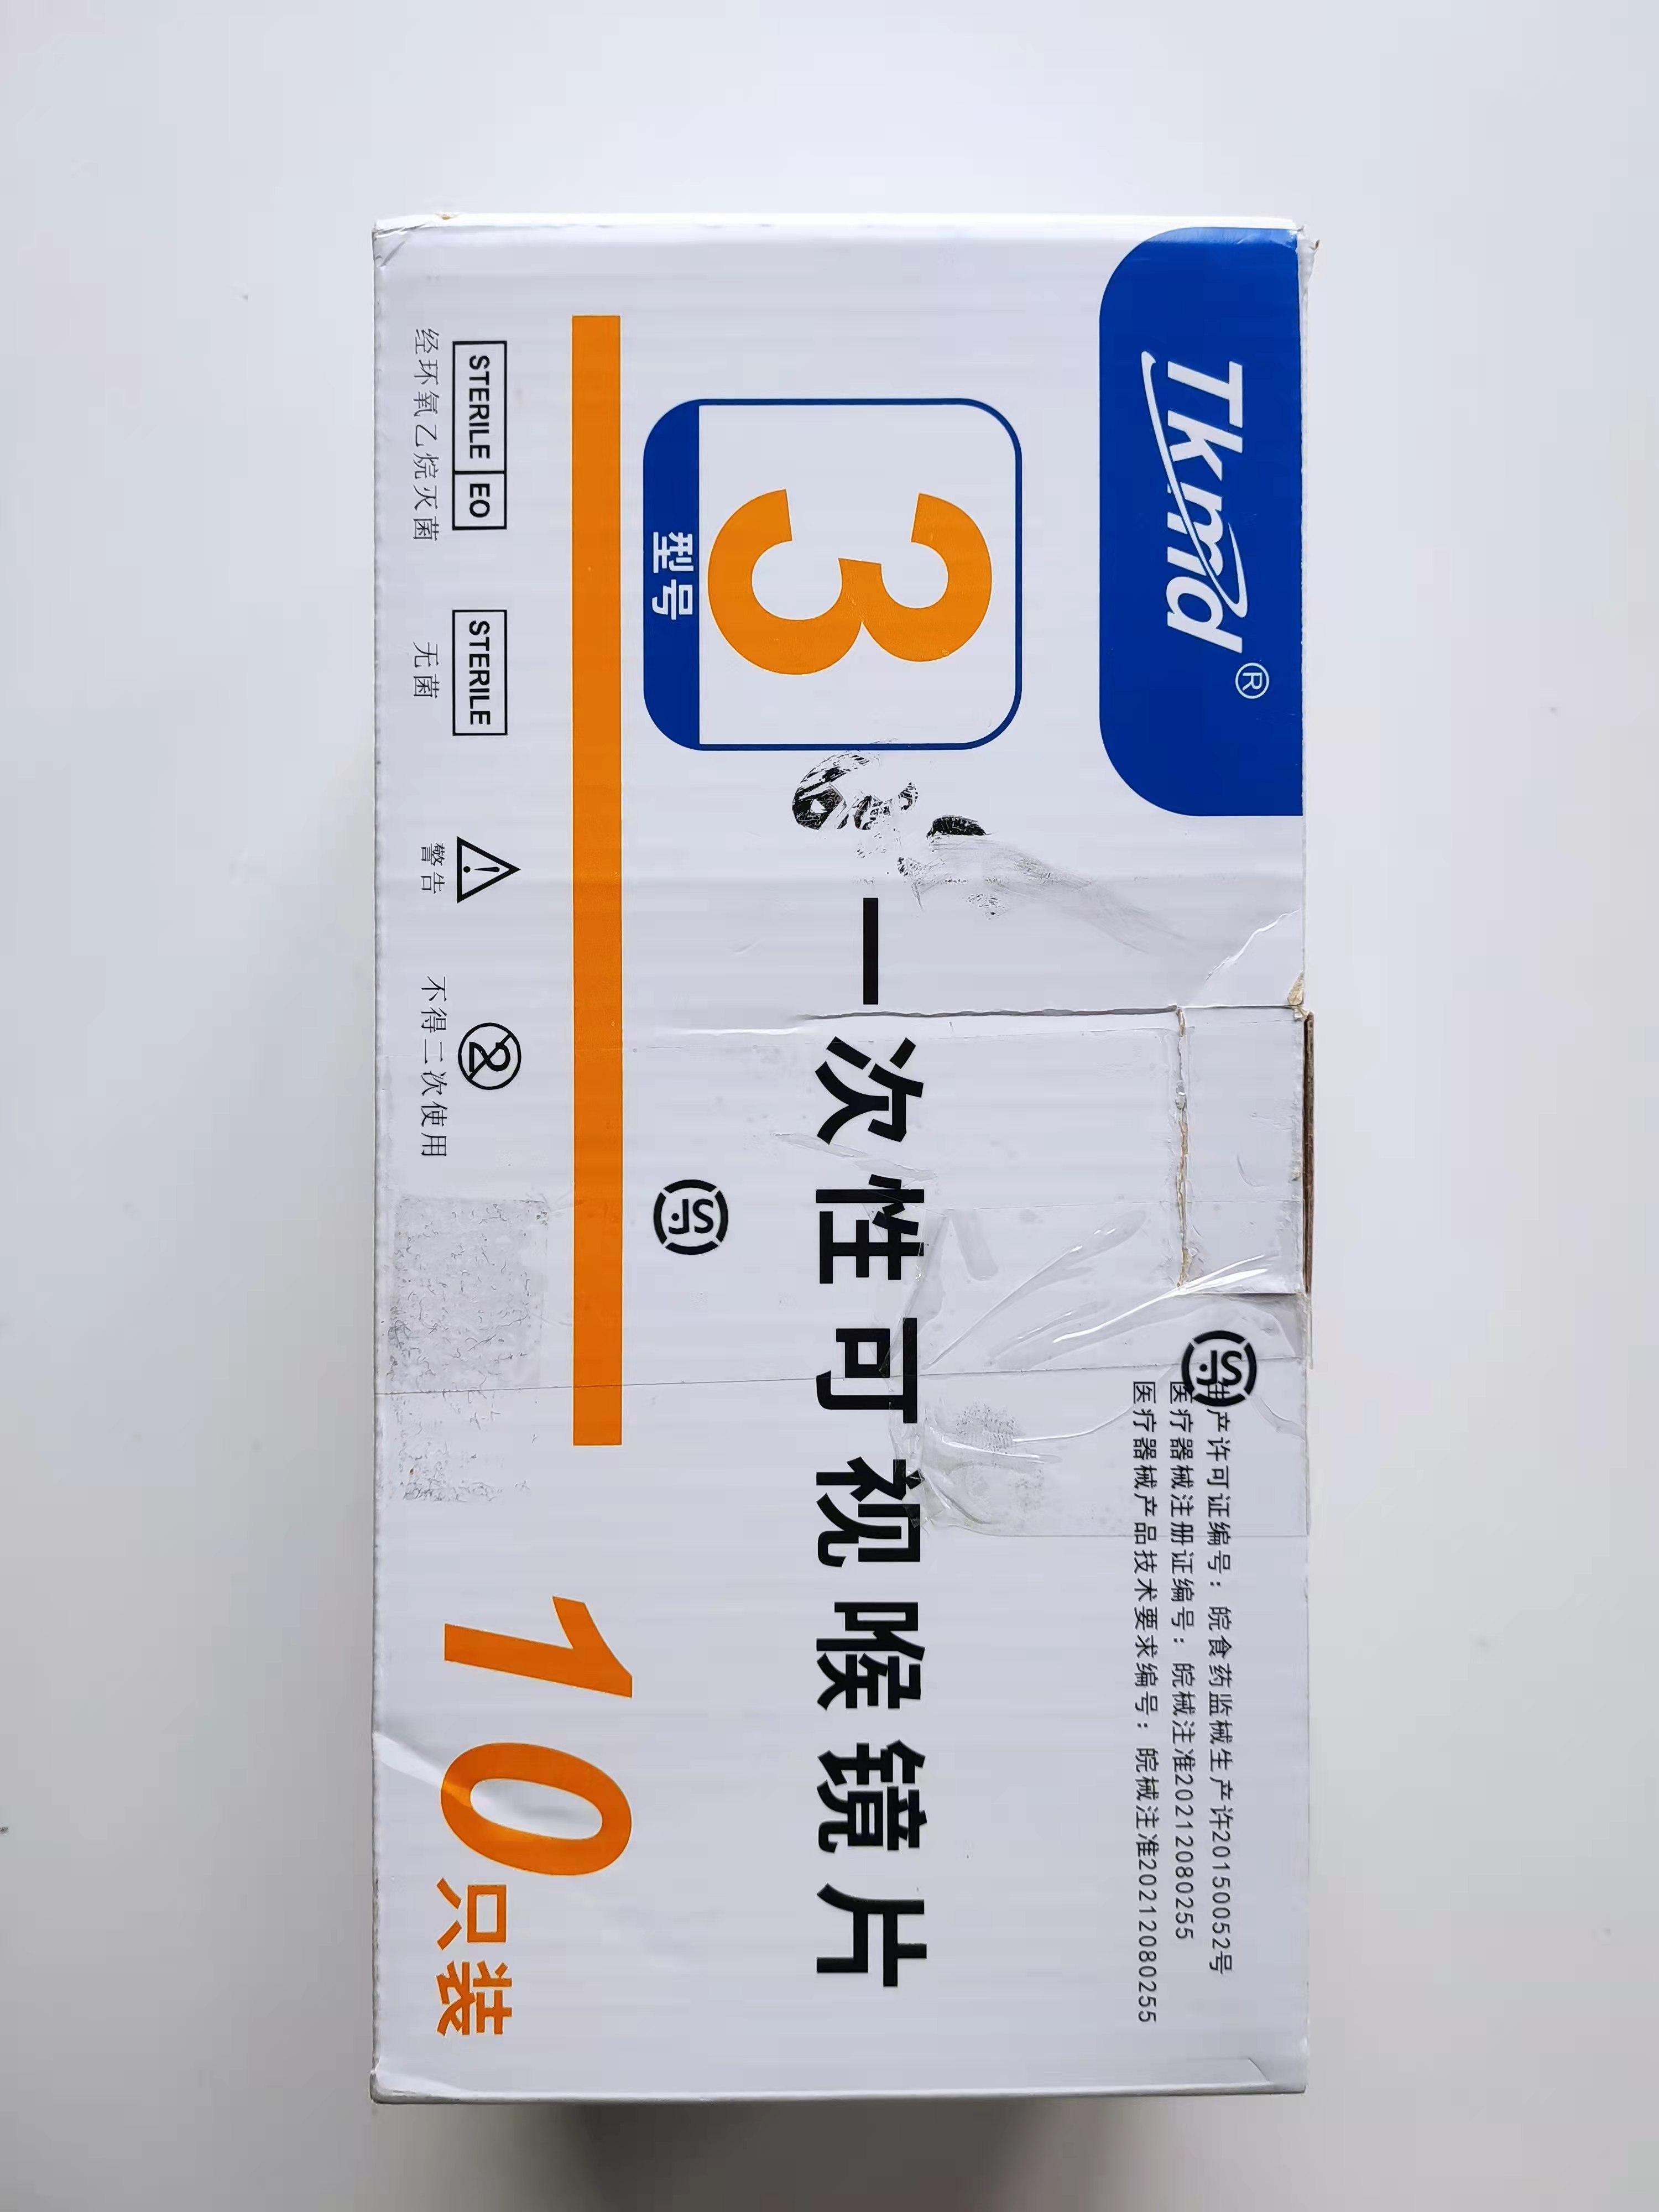 Tkmd®
生产许可证编号：皖食药监械生产许20150052号
医疗器械注册证编号：皖械注准20212080255
医疗器械产品技术要求编号：皖械注准20212080255
3
型号
一次性可视喉镜片
STERILE EO
经环氧乙烷灭菌
STERILE
无菌
警告
2
不得二次使用
10只装